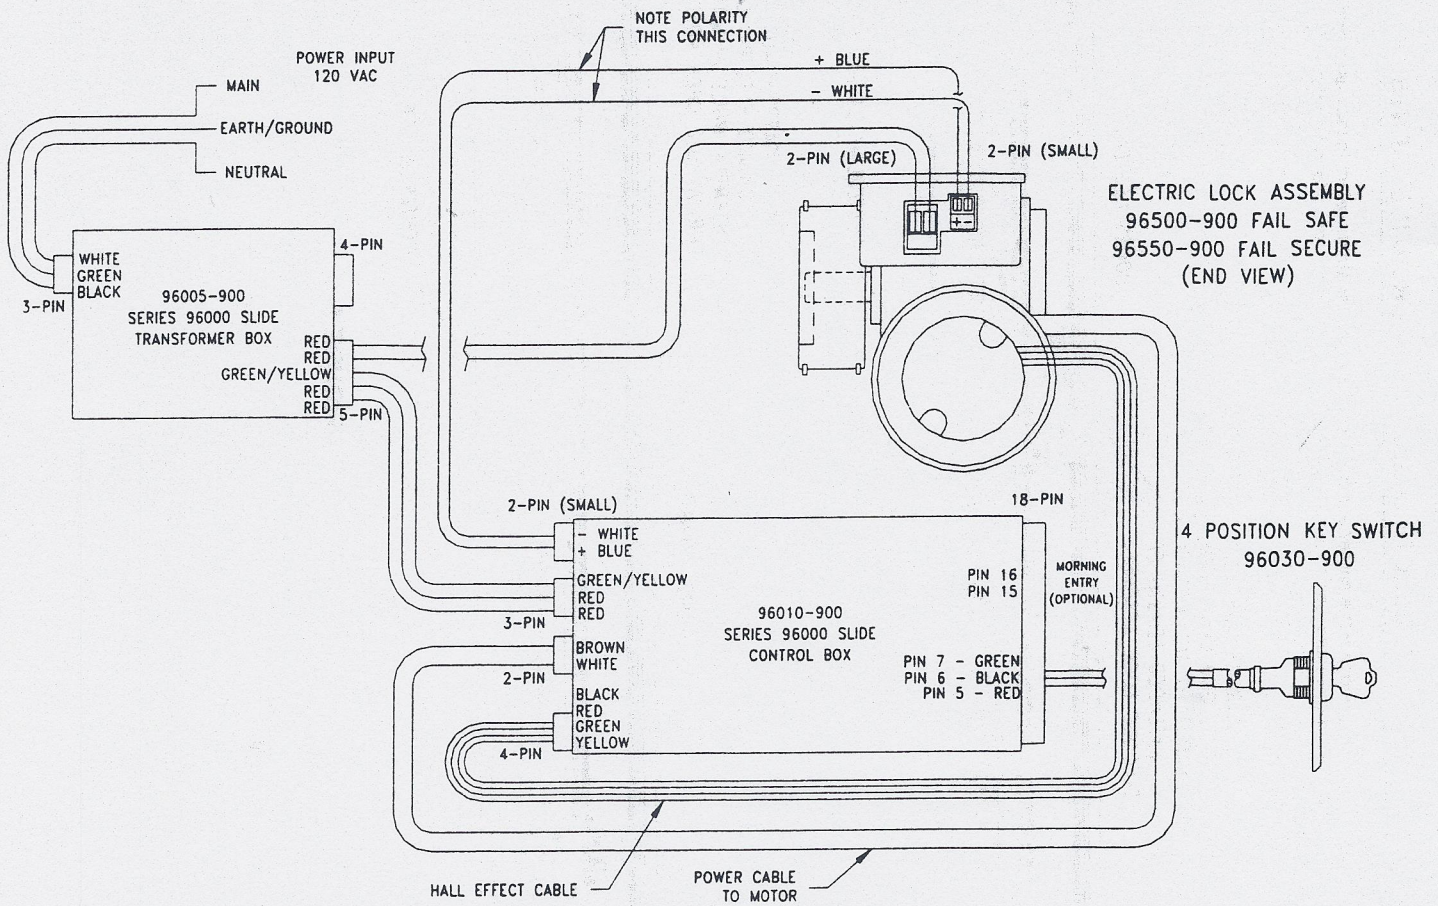 NOTE POLARITY
THIS CONNECTION
POWER INPUT
120 VAC
MAIN
EARTH/GROUND
NEUTRAL
+ BLUE
- WHITE
2-PIN (LARGE)
2-PIN (SMALL)
+ -
ELECTRIC LOCK ASSEMBLY
96500-900 FAIL SAFE
96550-900 FAIL SECURE
(END VIEW)
WHITE
GREEN
BLACK
3-PIN
4-PIN
96005-900
SERIES 96000 SLIDE
TRANSFORMER BOX
RED
RED
GREEN/YELLOW
RED
RED
5-PIN
2-PIN (SMALL)
- WHITE
+ BLUE
GREEN/YELLOW
RED
RED
3-PIN
BROWN
WHITE
2-PIN
BLACK
RED
GREEN
YELLOW
4-PIN
96010-900
SERIES 96000 SLIDE
CONTROL BOX
18-PIN
PIN 16
PIN 15
MORNING
ENTRY
(OPTIONAL)
PIN 7 - GREEN
PIN 6 - BLACK
PIN 5 - RED
4 POSITION KEY SWITCH
96030-900
HALL EFFECT CABLE
POWER CABLE
TO MOTOR